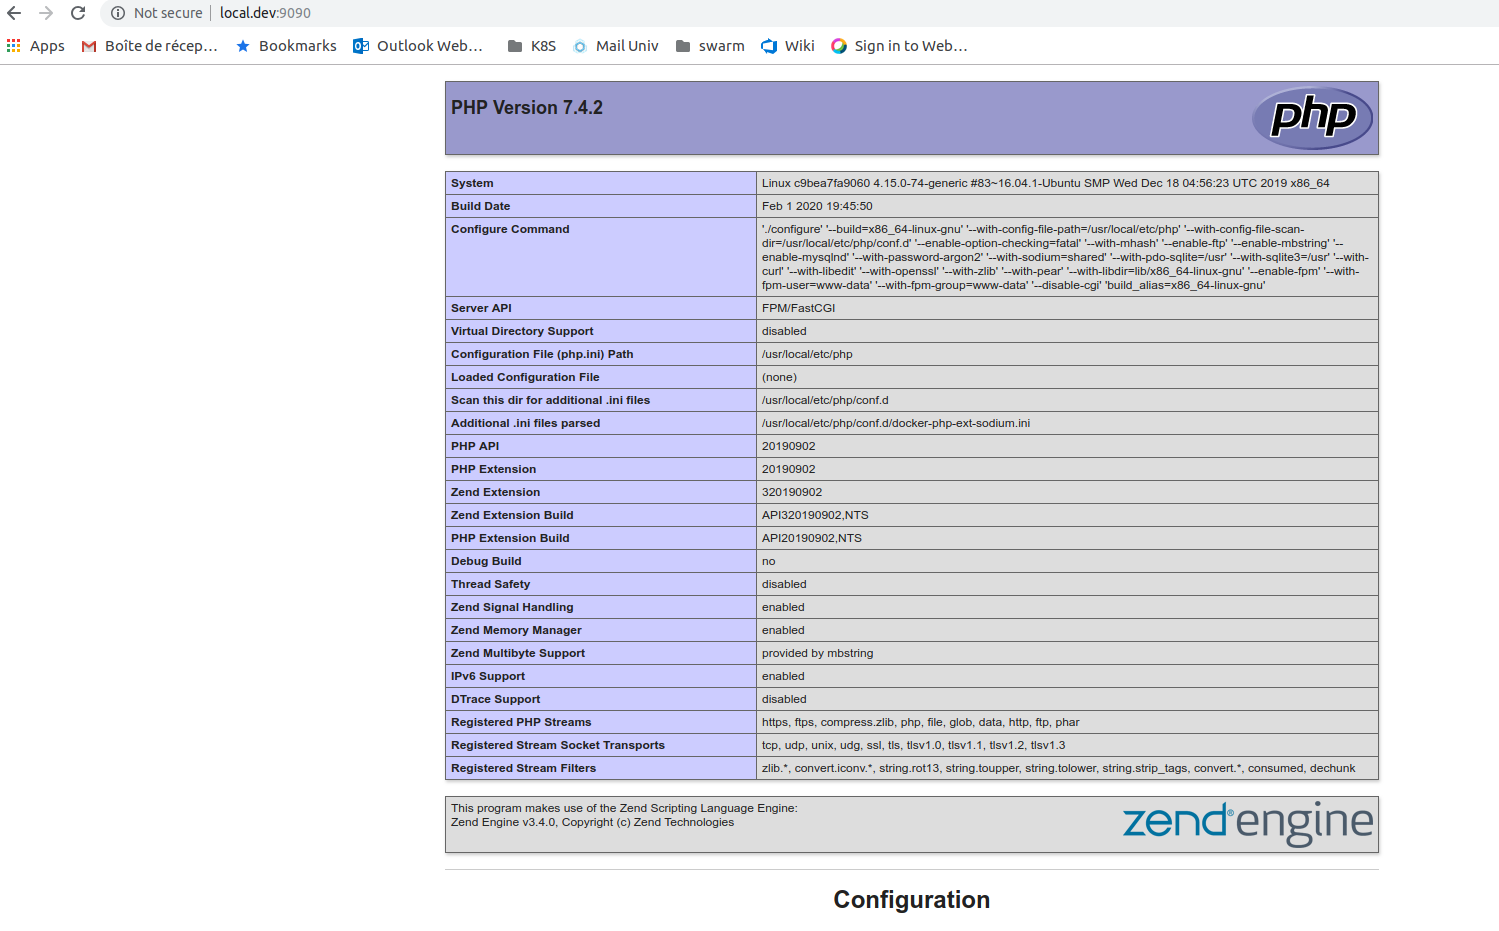 Not secure | local.dev:9090
Apps Boîte de récep... Bookmarks Outlook Web... K8S Mail Univ swarm Wiki Sign in to Web...
PHP Version 7.4.2
php
System Linux c9bea7fa9060 4.15.0-74-generic #83~16.04.1-Ubuntu SMP Wed Dec 18 04:56:23 UTC 2019 x86_64
Build Date Feb 1 2020 19:45:50
Configure Command './configure' '--build=x86_64-linux-gnu' '--with-config-file-path=/usr/local/etc/php' '--with-config-file-scan-
dir=/usr/local/etc/php/conf.d' '--enable-option-checking=fatal' '--with-mhash' '--enable-ftp' '--enable-mbstring' '--
enable-mysqlnd' '--with-password-argon2' '--with-sodium=shared' '--with-pdo-sqlite=/usr' '--with-sqlite3=/usr' '--with-
curl' '--with-libedit' '--with-openssl' '--with-zlib' '--with-pear' '--with-libdir=lib/x86_64-linux-gnu' '--enable-fpm' '--with-
fpm-user=www-data' '--with-fpm-group=www-data' '--disable-cgi' 'build_alias=x86_64-linux-gnu'
Server API FPM/FastCGI
Virtual Directory Support disabled
Configuration File (php.ini) Path /usr/local/etc/php
Loaded Configuration File (none)
Scan this dir for additional .ini files /usr/local/etc/php/conf.d
Additional .ini files parsed /usr/local/etc/php/conf.d/docker-php-ext-sodium.ini
PHP API 20190902
PHP Extension 20190902
Zend Extension 320190902
Zend Extension Build API320190902,NTS
PHP Extension Build API20190902,NTS
Debug Build no
Thread Safety disabled
Zend Signal Handling enabled
Zend Memory Manager enabled
Zend Multibyte Support provided by mbstring
IPv6 Support enabled
DTrace Support disabled
Registered PHP Streams https, ftps, compress.zlib, php, file, glob, data, http, ftp, phar
Registered Stream Socket Transports tcp, udp, unix, udg, ssl, tls, tlsv1.0, tlsv1.1, tlsv1.2, tlsv1.3
Registered Stream Filters zlib.*, convert.iconv.*, string.rot13, string.toupper, string.tolower, string.strip_tags, convert.*, consumed, dechunk
This program makes use of the Zend Scripting Language Engine:
Zend Engine v3.4.0, Copyright (c) Zend Technologies
zend® engine
Configuration